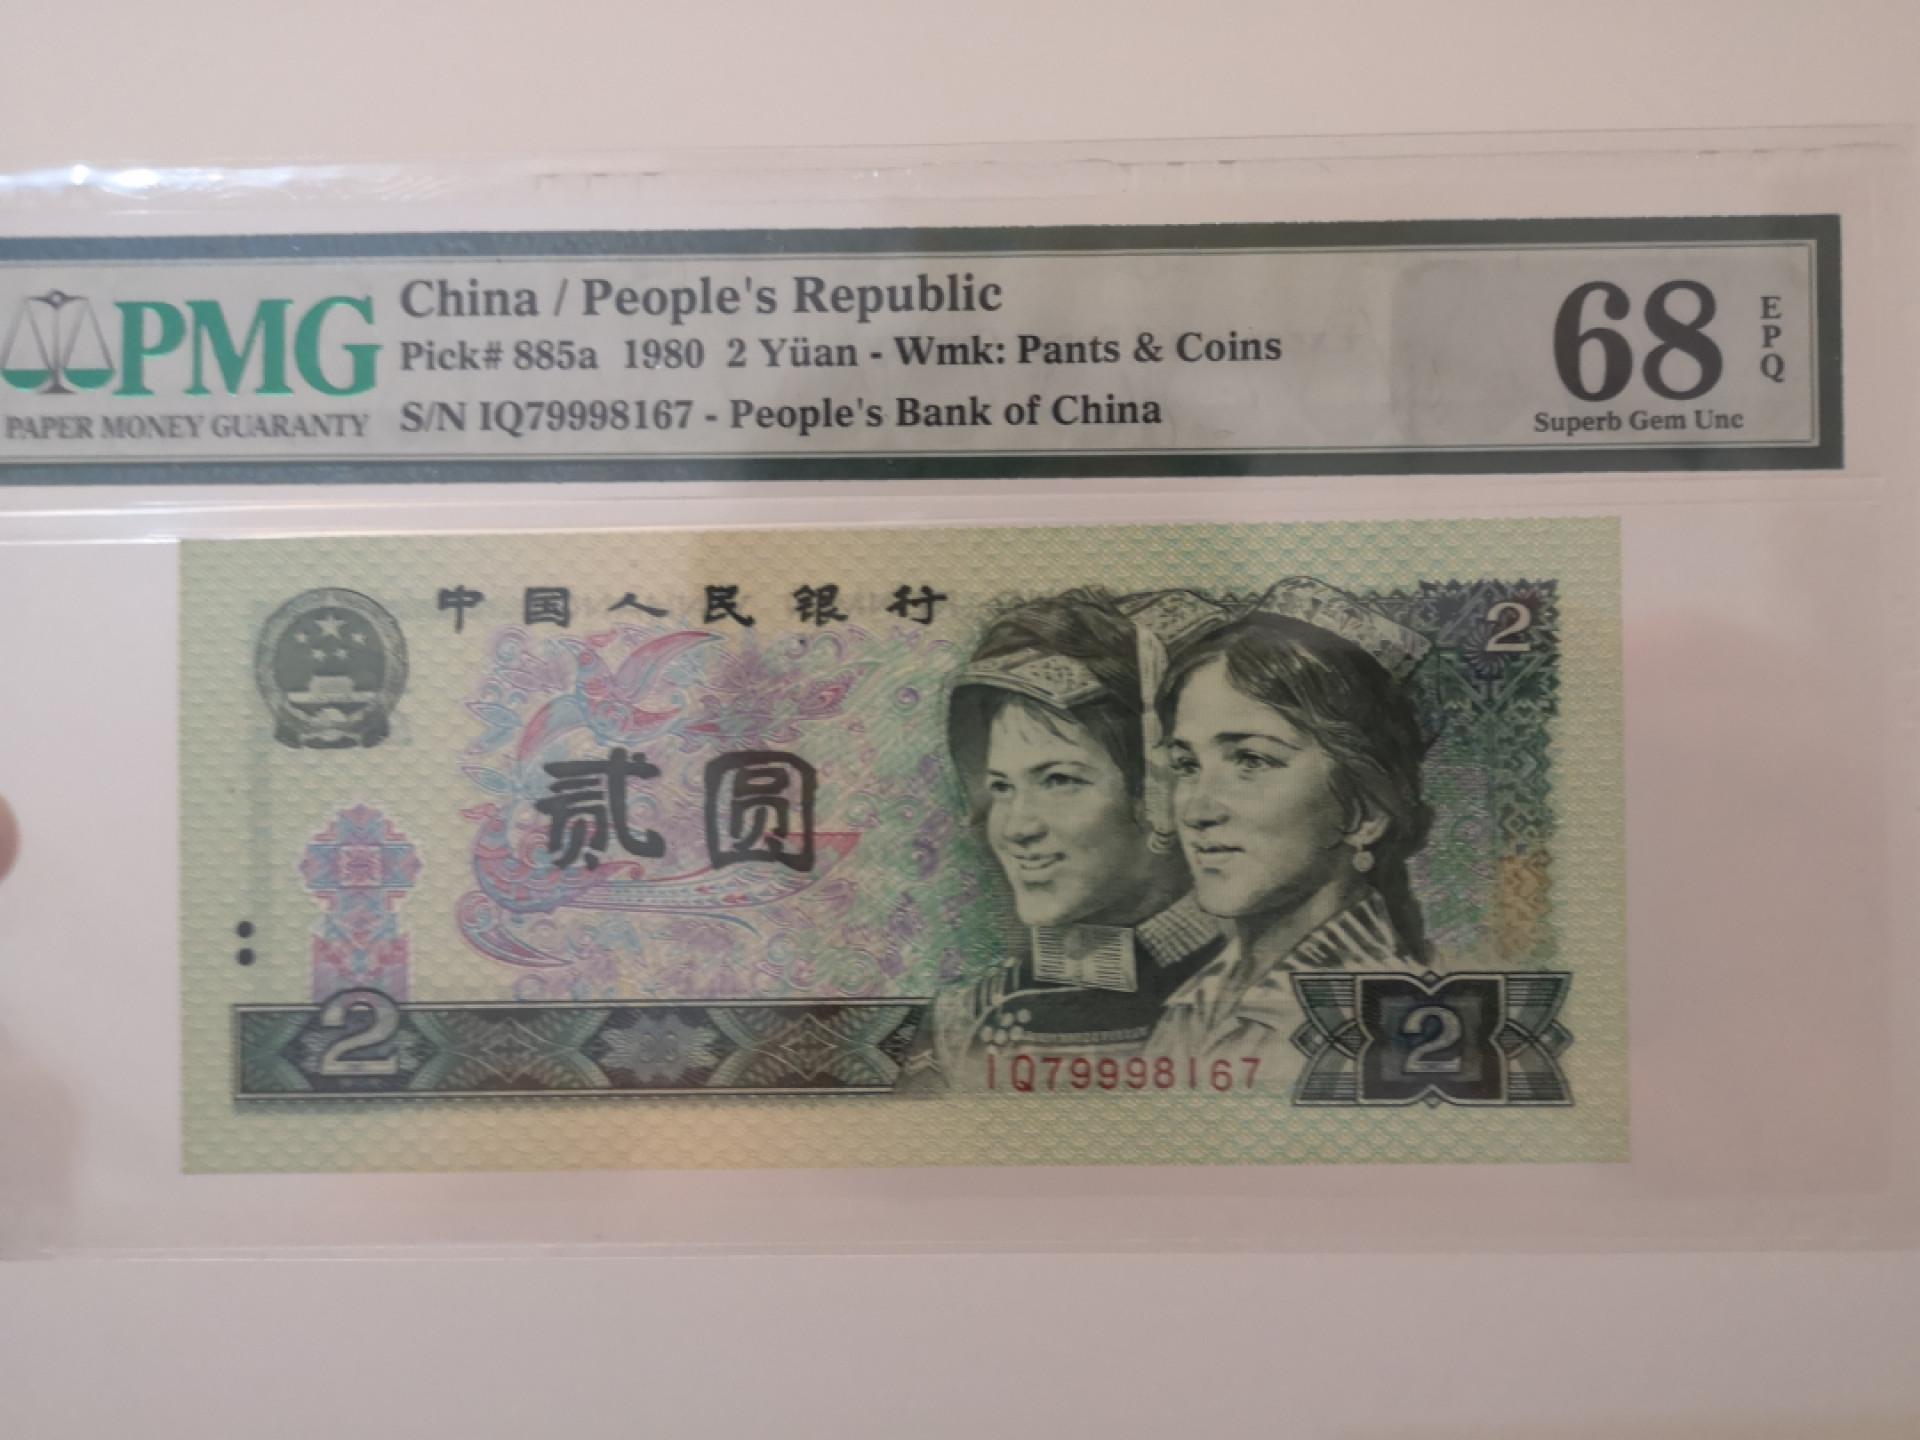 PMG
PAPER MONEY GUARANTY
China / People's Republic
Pick# 885a 1980 2 Yüan - Wmk: Pants & Coins
S/N IQ79998167 - People's Bank of China
68
EPQ
Superb Gem Unc
中国人民银行
2
贰圆
2
IQ79998167
2